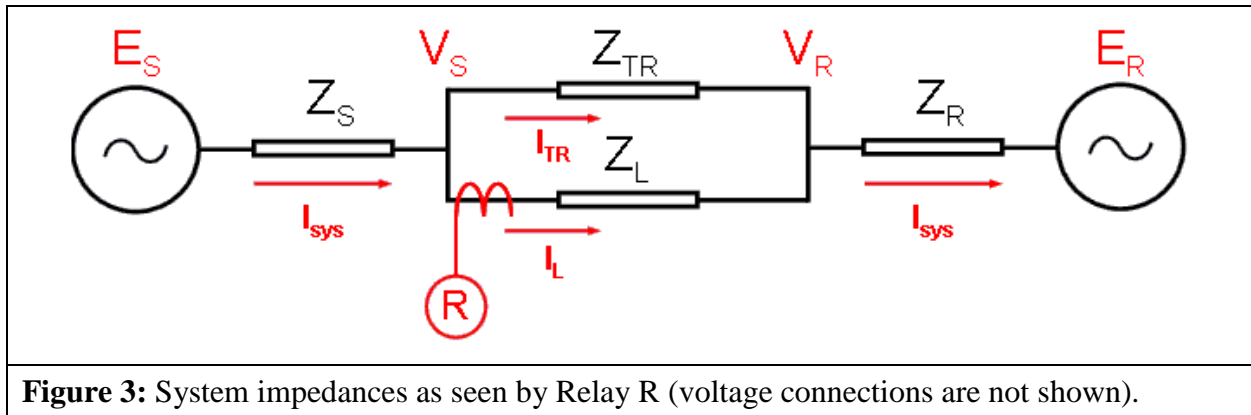 E_S V_S Z_TR V_R E_R
Z_S Z_R
I_TR Z_L
I_sys I_L I_sys
R
Figure 3: System impedances as seen by Relay R (voltage connections are not shown).